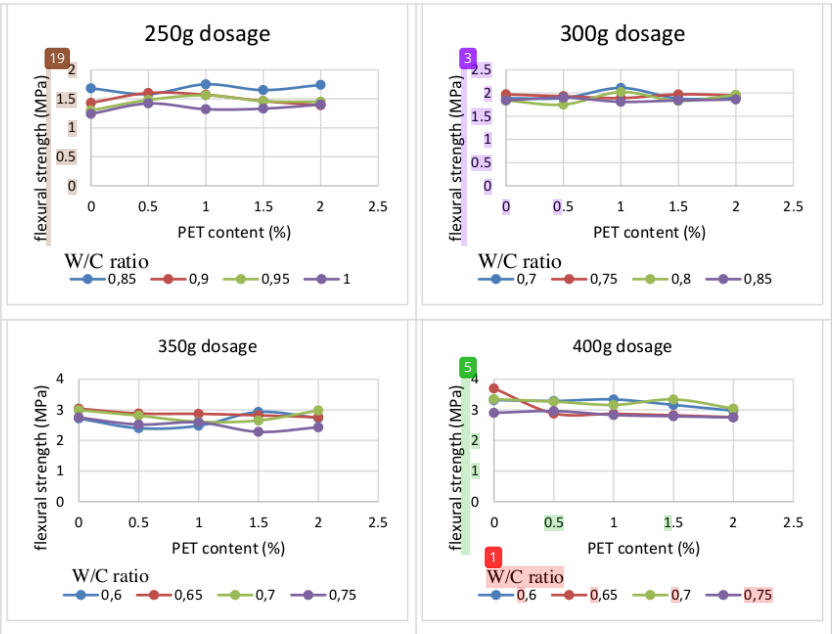 250g dosage
19
flexural strength (MPa)
2
1.5
1
0.5
0
0 0.5 1 1.5 2 2.5
PET content (%)
W/C ratio
0,85 0,9 0,95 1
300g dosage
3
flexural strength (MPa)
2.5
2
1.5
1
0.5
0
0 0.5 1 1.5 2 2.5
PET content (%)
W/C ratio
0,7 0,75 0,8 0,85
350g dosage
flexural strength (MPa)
4
3
2
1
0
0 0.5 1 1.5 2 2.5
PET content (%)
W/C ratio
0,6 0,65 0,7 0,75
400g dosage
5
flexural strength (MPa)
4
3
2
1
0
0 0.5 1 1.5 2 2.5
PET content (%)
1
W/C ratio
0,6 0,65 0,7 0,75